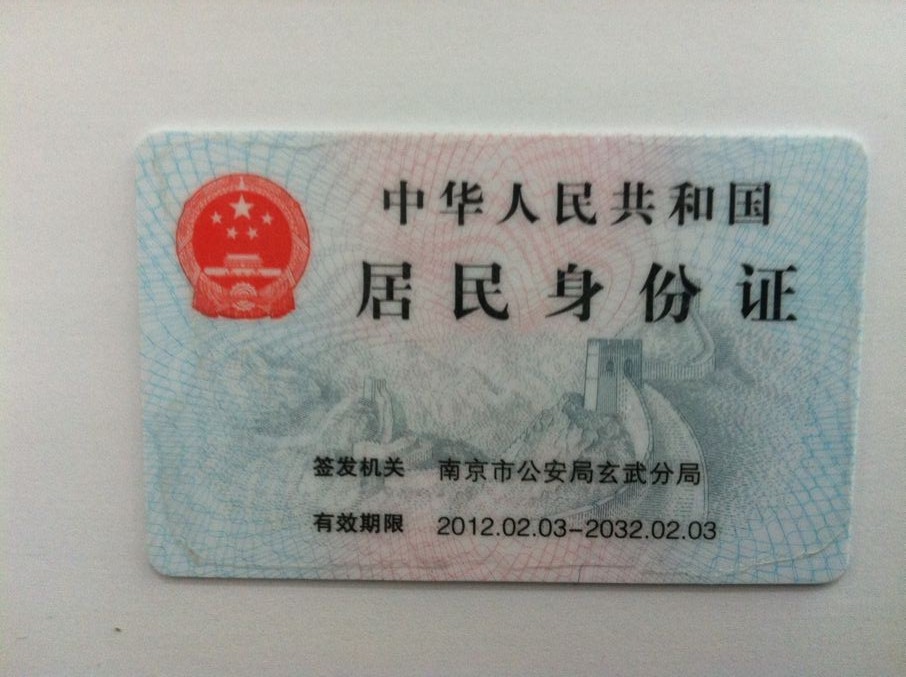 中华人民共和国
居民身份证
签发机关 南京市公安局玄武分局
有效期限 2012.02.03-2032.02.03